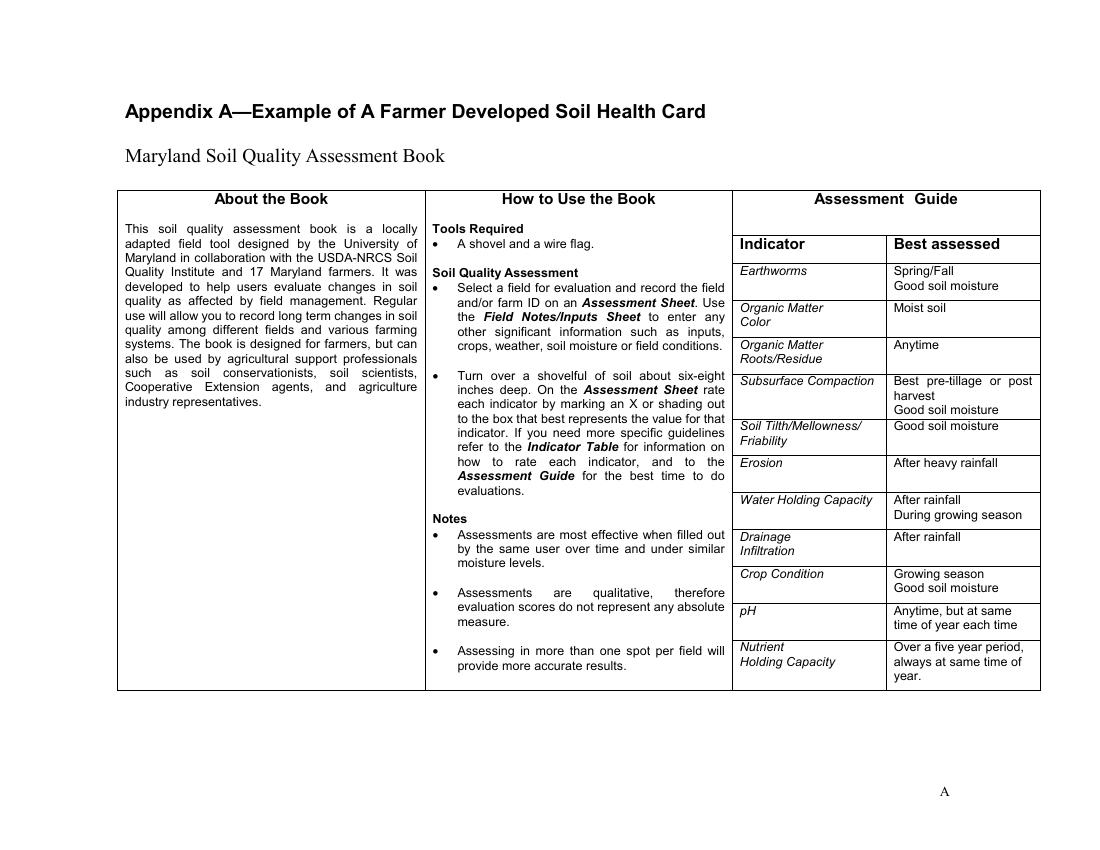 Appendix A—Example of A Farmer Developed Soil Health Card
Maryland Soil Quality Assessment Book
About the Book
This soil quality assessment book is a locally
adapted field tool designed by the University of
Maryland in collaboration with the USDA-NRCS Soil
Quality Institute and 17 Maryland farmers. It was
developed to help users evaluate changes in soil
quality as affected by field management. Regular
use will allow you to record long term changes in soil
quality among different fields and various farming
systems. The book is designed for farmers, but can
also be used by agricultural support professionals
such as soil conservationists, soil scientists,
Cooperative Extension agents, and agriculture
industry representatives.
How to Use the Book
Tools Required
• A shovel and a wire flag.
Soil Quality Assessment
• Select a field for evaluation and record the field
and/or farm ID on an Assessment Sheet. Use
the Field Notes/Inputs Sheet to enter any
other significant information such as inputs,
crops, weather, soil moisture or field conditions.
• Turn over a shovelful of soil about six-eight
inches deep. On the Assessment Sheet rate
each indicator by marking an X or shading out
to the box that best represents the value for that
indicator. If you need more specific guidelines
refer to the Indicator Table for information on
how to rate each indicator, and to the
Assessment Guide for the best time to do
evaluations.
Notes
• Assessments are most effective when filled out
by the same user over time and under similar
moisture levels.
• Assessments are qualitative, therefore
evaluation scores do not represent any absolute
measure.
• Assessing in more than one spot per field will
provide more accurate results.
Assessment Guide
Indicator Best assessed
Earthworms Spring/Fall
Good soil moisture
Organic Matter Moist soil
Color
Organic Matter Anytime
Roots/Residue
Subsurface Compaction Best pre-tillage or post
harvest
Good soil moisture
Soil Tilth/Mellowness/ Good soil moisture
Friability
Erosion After heavy rainfall
Water Holding Capacity After rainfall
During growing season
Drainage After rainfall
Infiltration
Crop Condition Growing season
Good soil moisture
pH Anytime, but at same
time of year each time
Nutrient Over a five year period,
Holding Capacity always at same time of
year.
A